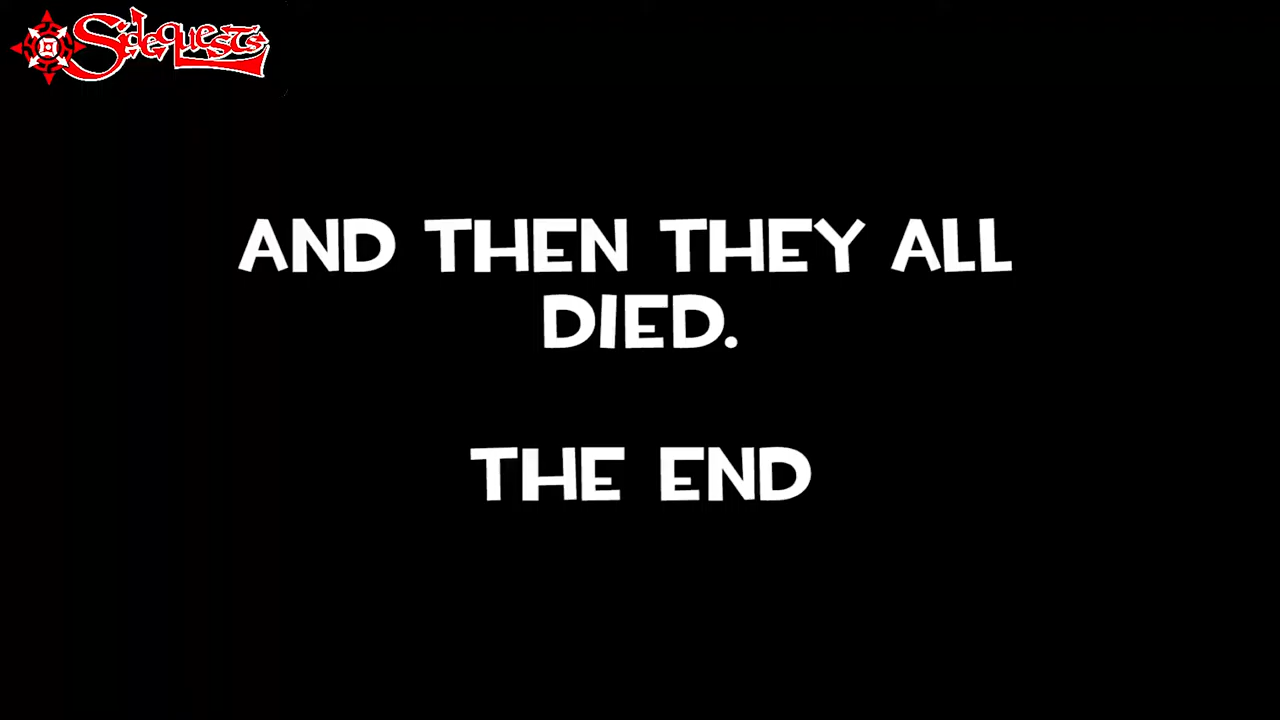 Sidequests
AND THEN THEY ALL
DIED.
THE END